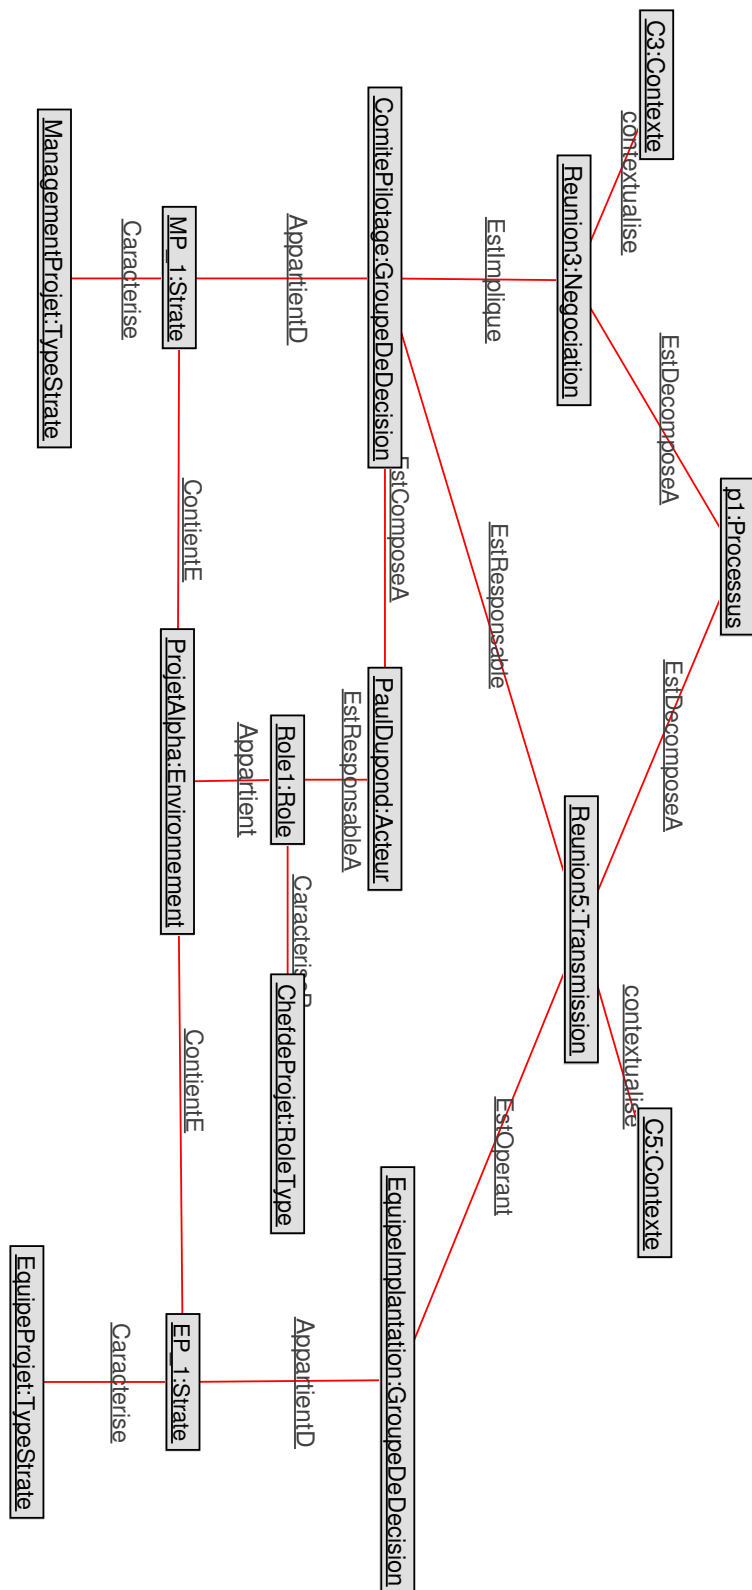 p1:Processus
EstDecomposeA
EstDecomposeA
C3:Contexte
contextualise
Reunion3:Negociation
Reunion5:Transmission
contextualise
C5:Contexte
EstImplique
EstResponsable
EstOperant
ComitePilotage:GroupeDeDecision
EstComposeA
PaulDupond:Acteur
EquipeImplantation:GroupeDeDecision
EstResponsableA
AppartientD
Role1:Role
ChefdeProjet:RoleType
AppartientD
Appartient
MP_1:Strate
ContientE
ProjetAlpha:Environnement
ContientE
EP_1:Strate
Caracterise
Caracterise
ManagementProjet:TypeStrate
EquipeProjet:TypeStrate